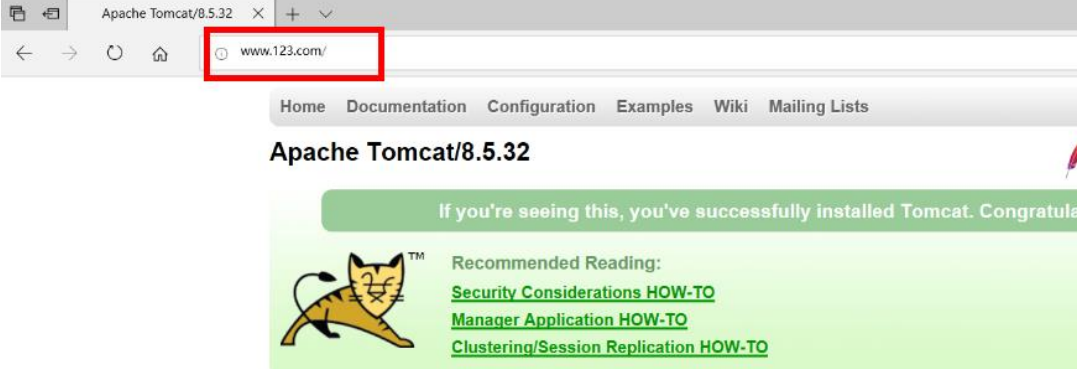 Apache Tomcat/8.5.32
www.123.com/
Home Documentation Configuration Examples Wiki Mailing Lists
Apache Tomcat/8.5.32
If you're seeing this, you've successfully installed Tomcat. Congratula
TM
Recommended Reading:
Security Considerations HOW-TO
Manager Application HOW-TO
Clustering/Session Replication HOW-TO